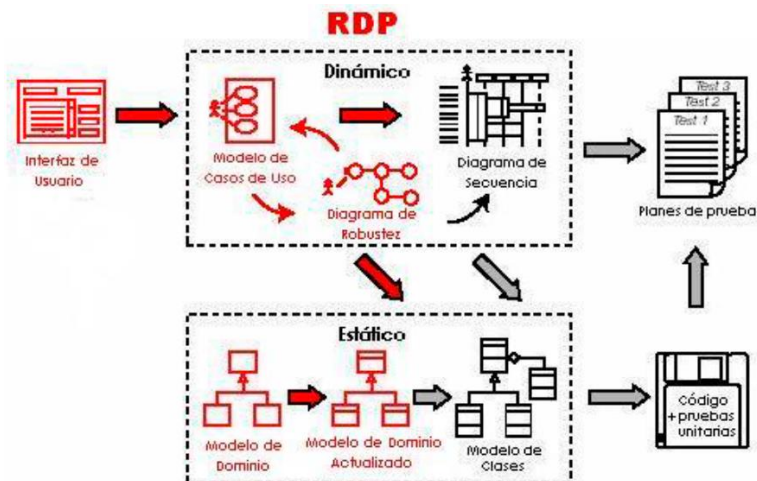 RDP
Dinámico
Interfaz de
Usuario
Modelo de
Casos de Uso
Diagrama de
Robustez
Diagrama de
Secuencia
Test 3
Test 2
Test 1
Planes de prueba
Estático
Modelo de
Dominio
Modelo de Dominio
Actualizado
Modelo de
Clases
Código
+pruebas
unitarias